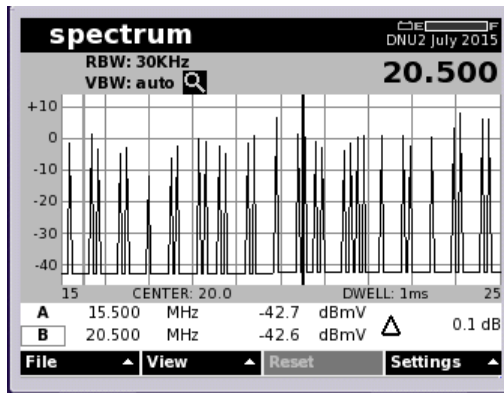 spectrum
E F
DNU2 July 2015
RBW: 30KHz
VBW: auto
20.500
+10
0
-10
-20
-30
-40
15 CENTER: 20.0 DWELL: 1ms 25
A 15.500 MHz -42.7 dBmV
B 20.500 MHz -42.6 dBmV
Δ 0.1 dB
File View Reset Settings